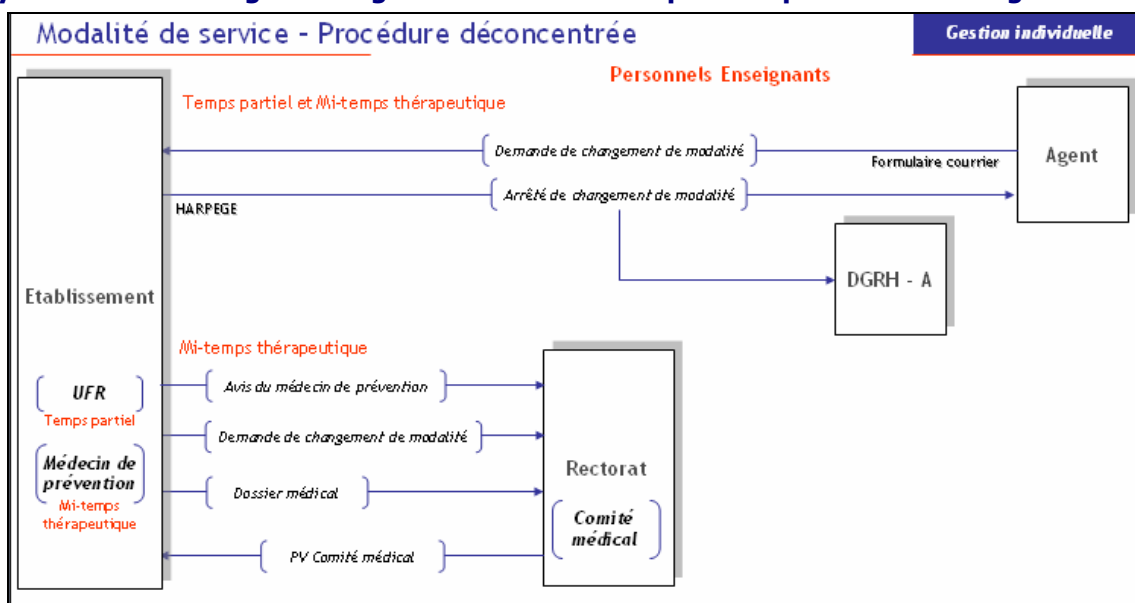 Modalité de service - Procédure déconcentrée
Gestion individuelle
Personnels Enseignants
Temps partiel et Mi-temps thérapeutique
Demande de changement de modalité
Formulaire courrier
Agent
Arrêté de changement de modalité
HARPEGE
DGRH - A
Etablissement
Mi-temps thérapeutique
UFR
Temps partiel
Avis du médecin de prévention
Demande de changement de modalité
Médecin de
prévention
Mi-temps
thérapeutique
Dossier médical
PV Comité médical
Rectorat
Comité
médical